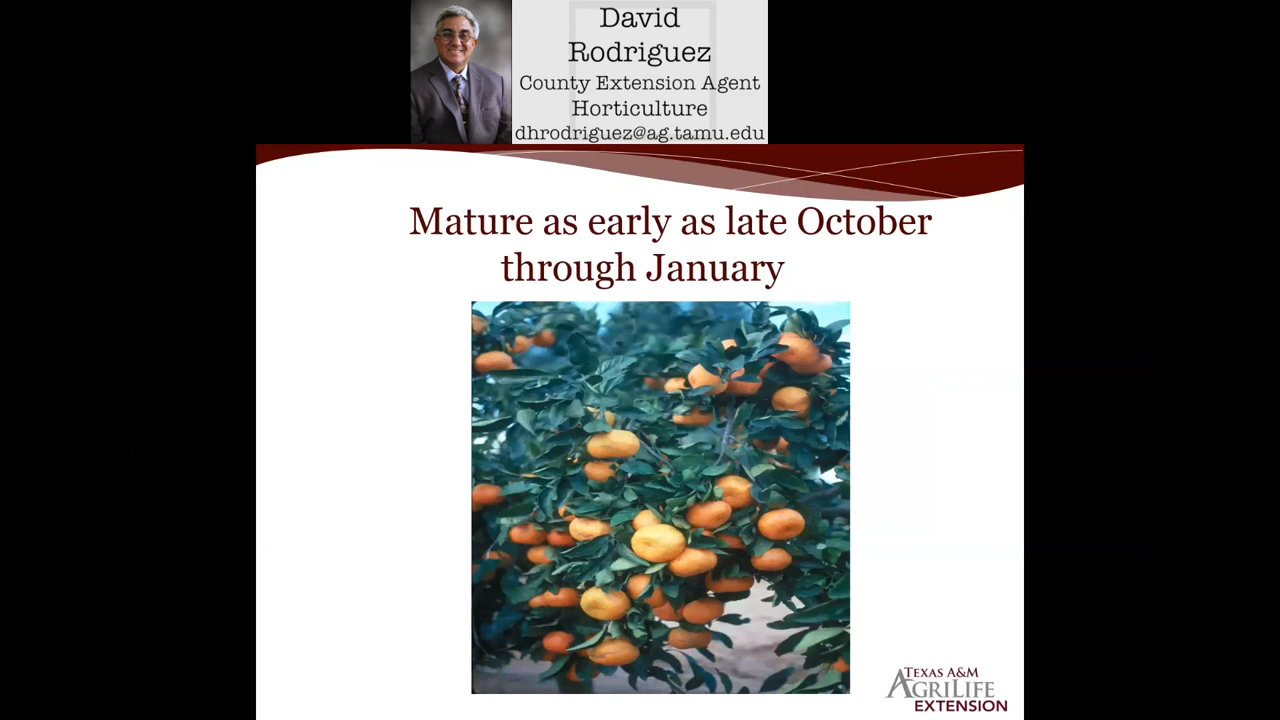 David
Rodriguez
County Extension Agent
Horticulture
dhrodriguez@ag.tamu.edu
Mature as early as late October
through January
TEXAS A&M
AGRILIFE
EXTENSION